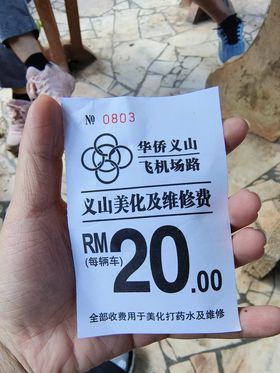 № 0803
华侨义山
飞机场路
义山美化及维修费
RM 20.00
(每辆车)
全部收费用于美化打药水及维修